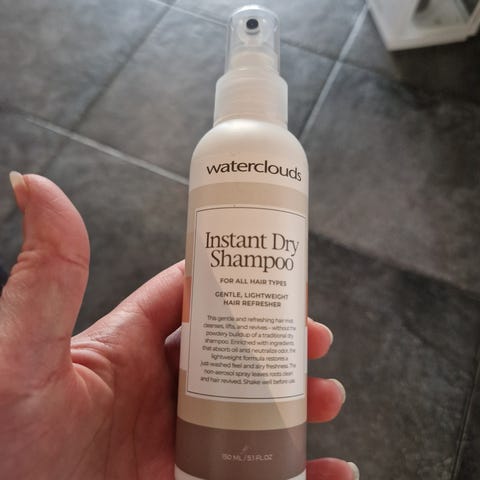 waterclouds
Instant Dry
Shampoo
FOR ALL HAIR TYPES
GENTLE, LIGHTWEIGHT
HAIR REFRESHER
This gentle and refreshing hair mist
cleanses, lifts, and revives – without the
powdery buildup of a traditional dry
shampoo. Enriched with ingredients
that absorb oil and neutralize odor, the
lightweight formula restores a
just-washed feel and airy freshness. The
non-aerosol spray leaves roots clean
and hair revived. Shake well before use.
150 ML / 5.1 FL.OZ